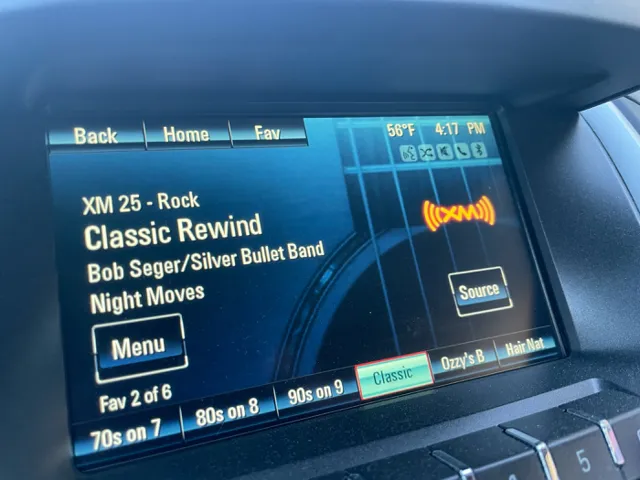 Back Home Fav
56°F 4:17 PM
XM 25 - Rock
Classic Rewind
((XM))
Bob Seger/Silver Bullet Band
Night Moves
Source
Menu
Fav 2 of 6
70s on 7 80s on 8 90s on 9 Classic Ozzy's B Hair Nat
5